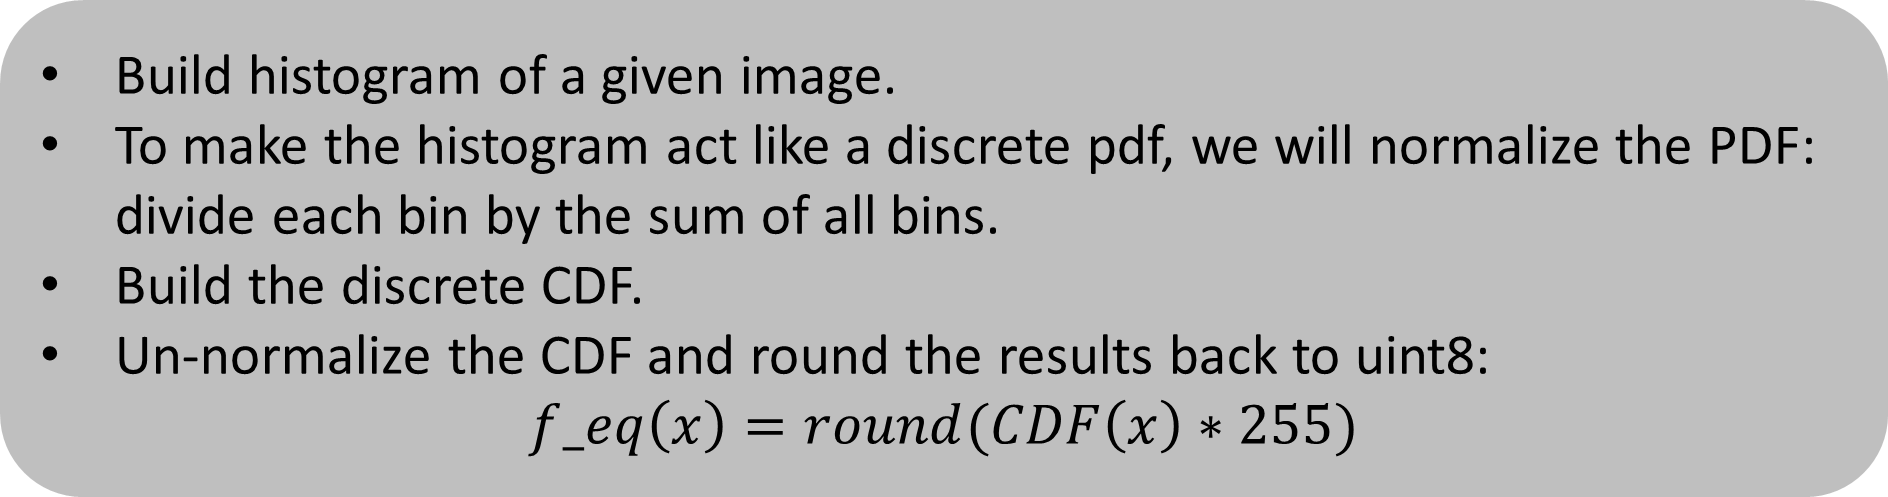 • Build histogram of a given image.
• To make the histogram act like a discrete pdf, we will normalize the PDF:
divide each bin by the sum of all bins.
• Build the discrete CDF.
• Un-normalize the CDF and round the results back to uint8:
f_eq(x) = round(CDF(x) ∗ 255)